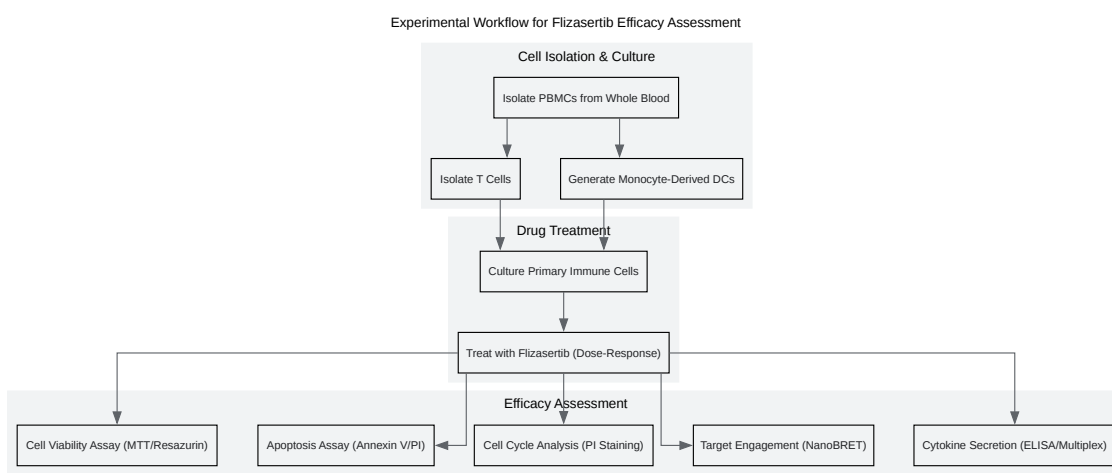 Experimental Workflow for Flizasertib Efficacy Assessment
Cell Isolation & Culture
Isolate PBMCs from Whole Blood
Isolate T Cells
Generate Monocyte-Derived DCs
Drug Treatment
Culture Primary Immune Cells
Treat with Flizasertib (Dose-Response)
Efficacy Assessment
Cell Viability Assay (MTT/Resazurin)
Apoptosis Assay (Annexin V/PI)
Cell Cycle Analysis (PI Staining)
Target Engagement (NanoBRET)
Cytokine Secretion (ELISA/Multiplex)